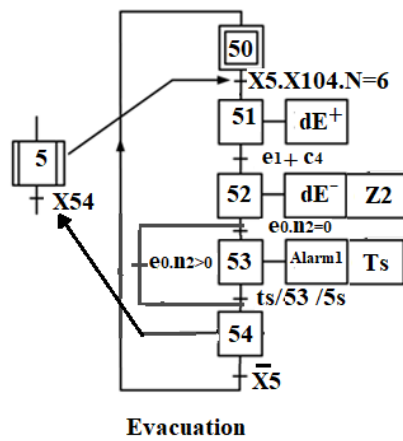 50
X5.X104.N=6
51 dE⁺
e1 + c4
5
X54
52 dE⁻ Z2
e0.n2=0
e0.n2>0
53 Alarm1 Ts
ts/53 /5s
54
X̄5
Evacuation